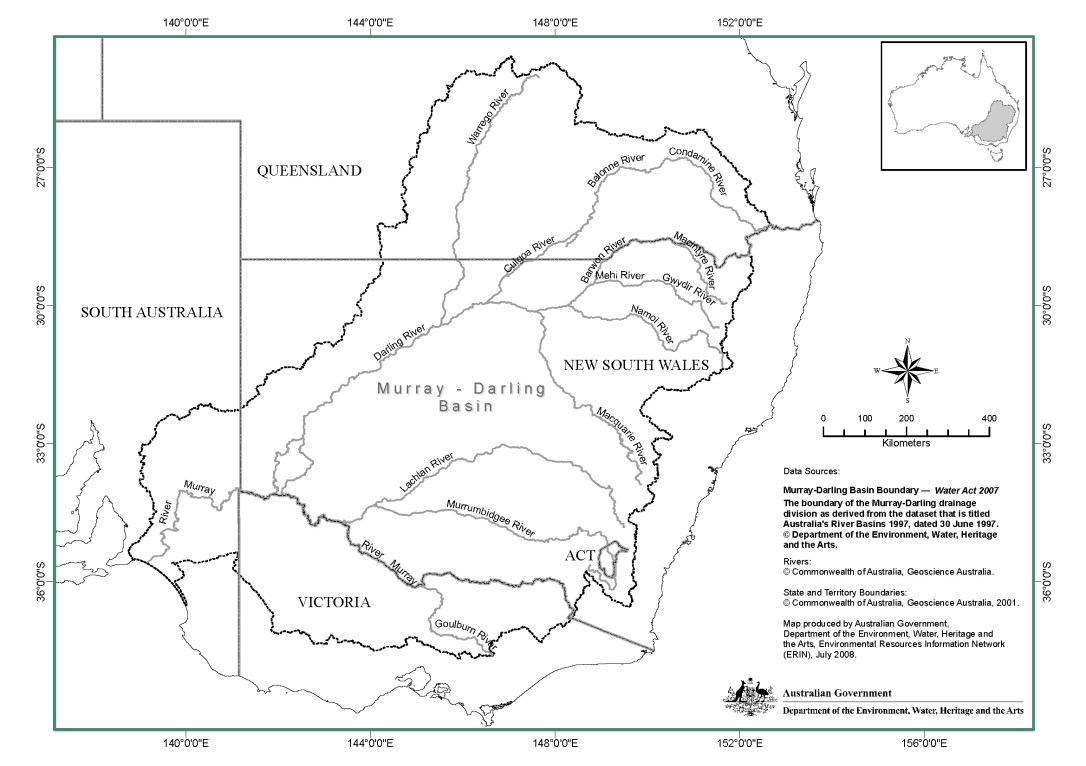 140°0'0"E
144°0'0"E
148°0'0"E
152°0'0"E
27°0'0"S
27°0'0"S
30°0'0"S
30°0'0"S
33°0'0"S
33°0'0"S
36°0'0"S
36°0'0"S
Warrego River
QUEENSLAND
Balonne River
Condamine River
Culgoa River
Barwon River
MacIntyre River
Mehi River
Gwydir River
SOUTH AUSTRALIA
Namoi River
Darling River
NEW SOUTH WALES
Murray - Darling
Basin
Macquarie River
Lachlan River
River Murray
Murrumbidgee River
River Murray
ACT
VICTORIA
Goulburn River
N
W
E
S
0 100 200 400
Kilometers
Data Sources:
Murray-Darling Basin Boundary — Water Act 2007
The boundary of the Murray-Darling drainage
division as derived from the dataset that is titled
Australia's River Basins 1997, dated 30 June 1997.
© Department of the Environment, Water, Heritage
and the Arts.
Rivers:
© Commonwealth of Australia, Geoscience Australia.
State and Territory Boundaries:
© Commonwealth of Australia, Geoscience Australia, 2001.
Map produced by Australian Government,
Department of the Environment, Water, Heritage and
the Arts, Environmental Resources Information Network
(ERIN), July 2008.
Australian Government
Department of the Environment, Water, Heritage and the Arts
140°0'0"E
144°0'0"E
148°0'0"E
152°0'0"E
156°0'0"E